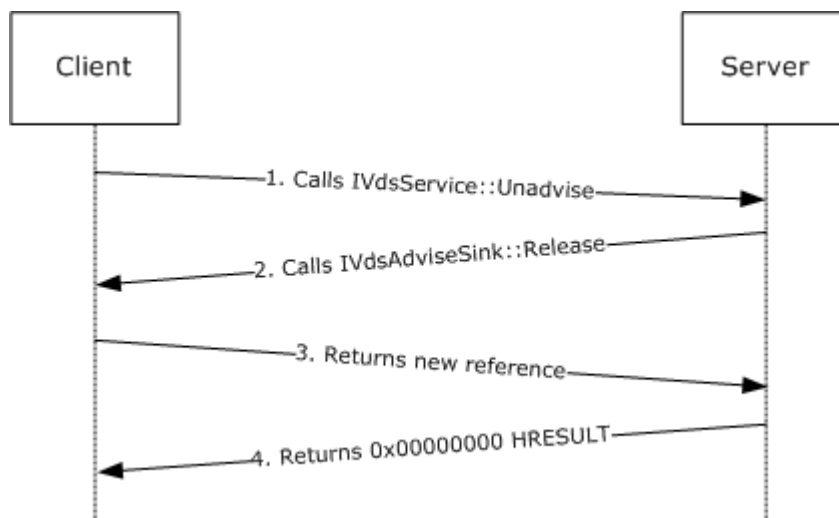 Client
Server
1. Calls IVdsService::Unadvise
2. Calls IVdsAdviseSink::Release
3. Returns new reference
4. Returns 0x00000000 HRESULT